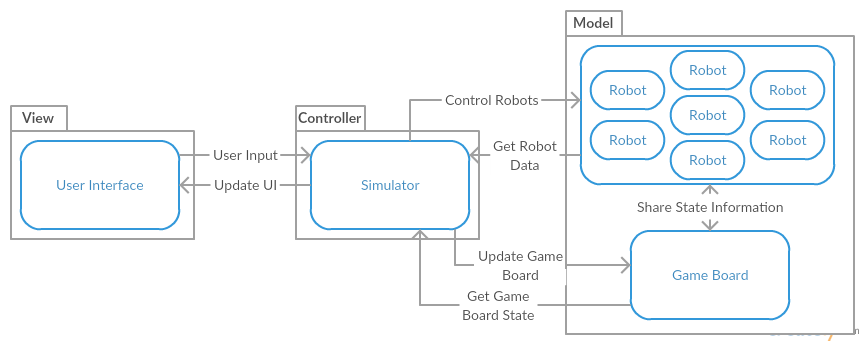 Model
Robot
Robot
Robot
Robot
Robot
Robot
Robot
View
Controller
Control Robots
User Input
Get Robot
Data
User Interface
Update UI
Simulator
Share State Information
Update Game
Board
Game Board
Get Game
Board State